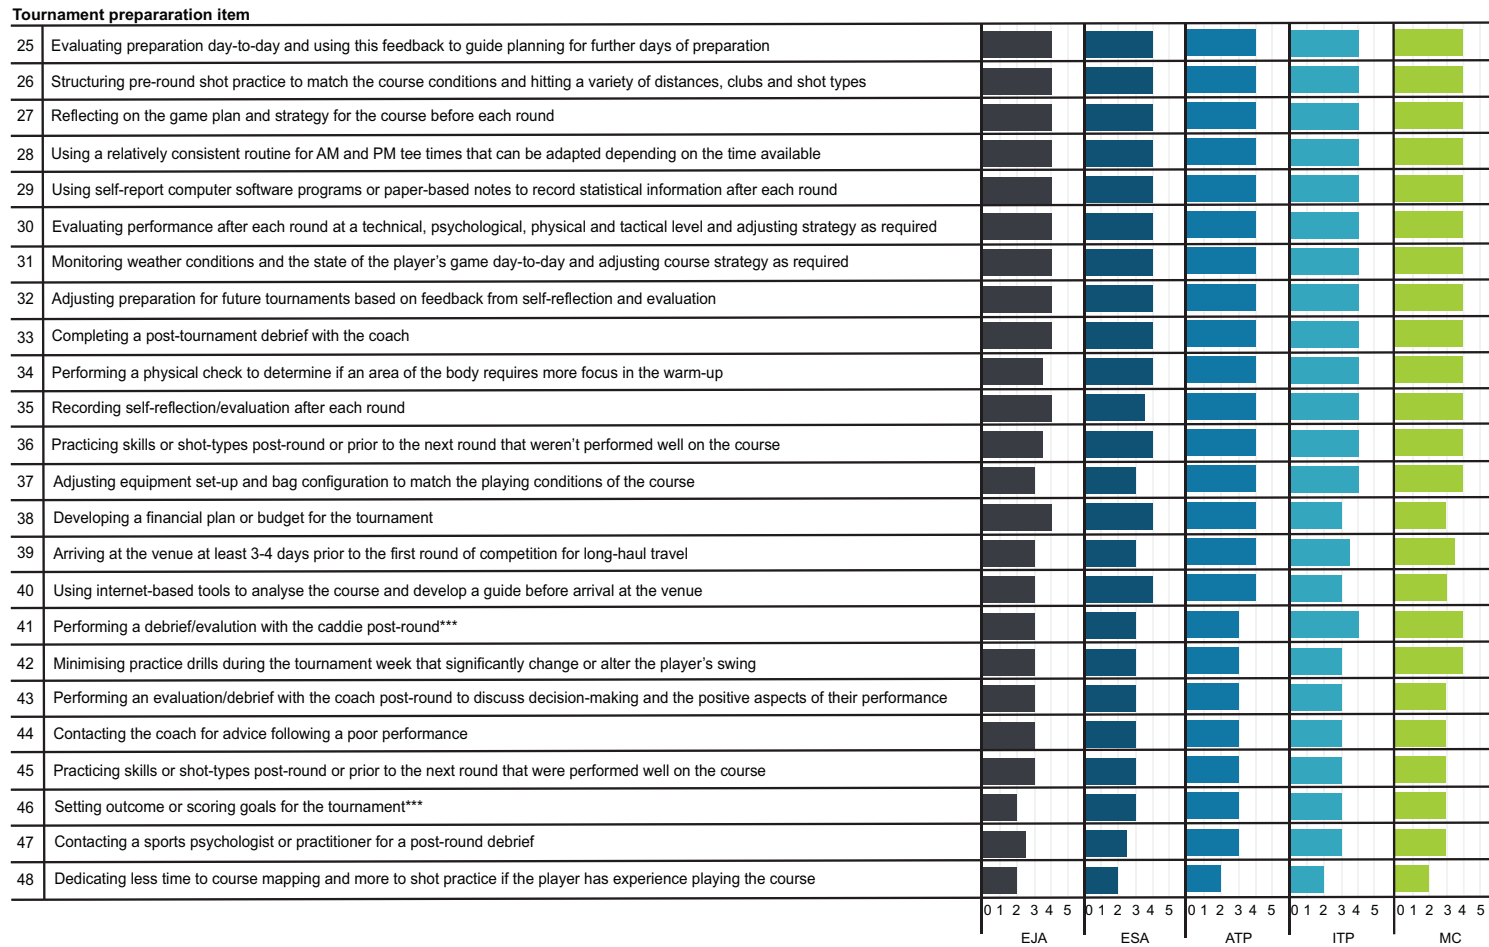 Tournament prepararation item
25 Evaluating preparation day-to-day and using this feedback to guide planning for further days of preparation
26 Structuring pre-round shot practice to match the course conditions and hitting a variety of distances, clubs and shot types
27 Reflecting on the game plan and strategy for the course before each round
28 Using a relatively consistent routine for AM and PM tee times that can be adapted depending on the time available
29 Using self-report computer software programs or paper-based notes to record statistical information after each round
30 Evaluating performance after each round at a technical, psychological, physical and tactical level and adjusting strategy as required
31 Monitoring weather conditions and the state of the player's game day-to-day and adjusting course strategy as required
32 Adjusting preparation for future tournaments based on feedback from self-reflection and evaluation
33 Completing a post-tournament debrief with the coach
34 Performing a physical check to determine if an area of the body requires more focus in the warm-up
35 Recording self-reflection/evaluation after each round
36 Practicing skills or shot-types post-round or prior to the next round that weren't performed well on the course
37 Adjusting equipment set-up and bag configuration to match the playing conditions of the course
38 Developing a financial plan or budget for the tournament
39 Arriving at the venue at least 3-4 days prior to the first round of competition for long-haul travel
40 Using internet-based tools to analyse the course and develop a guide before arrival at the venue
41 Performing a debrief/evalution with the caddie post-round***
42 Minimising practice drills during the tournament week that significantly change or alter the player's swing
43 Performing an evaluation/debrief with the coach post-round to discuss decision-making and the positive aspects of their performance
44 Contacting the coach for advice following a poor performance
45 Practicing skills or shot-types post-round or prior to the next round that were performed well on the course
46 Setting outcome or scoring goals for the tournament***
47 Contacting a sports psychologist or practitioner for a post-round debrief
48 Dedicating less time to course mapping and more to shot practice if the player has experience playing the course
0 1 2 3 4 5 0 1 2 3 4 5 0 1 2 3 4 5 0 1 2 3 4 5 0 1 2 3 4 5
EJA ESA ATP ITP MC